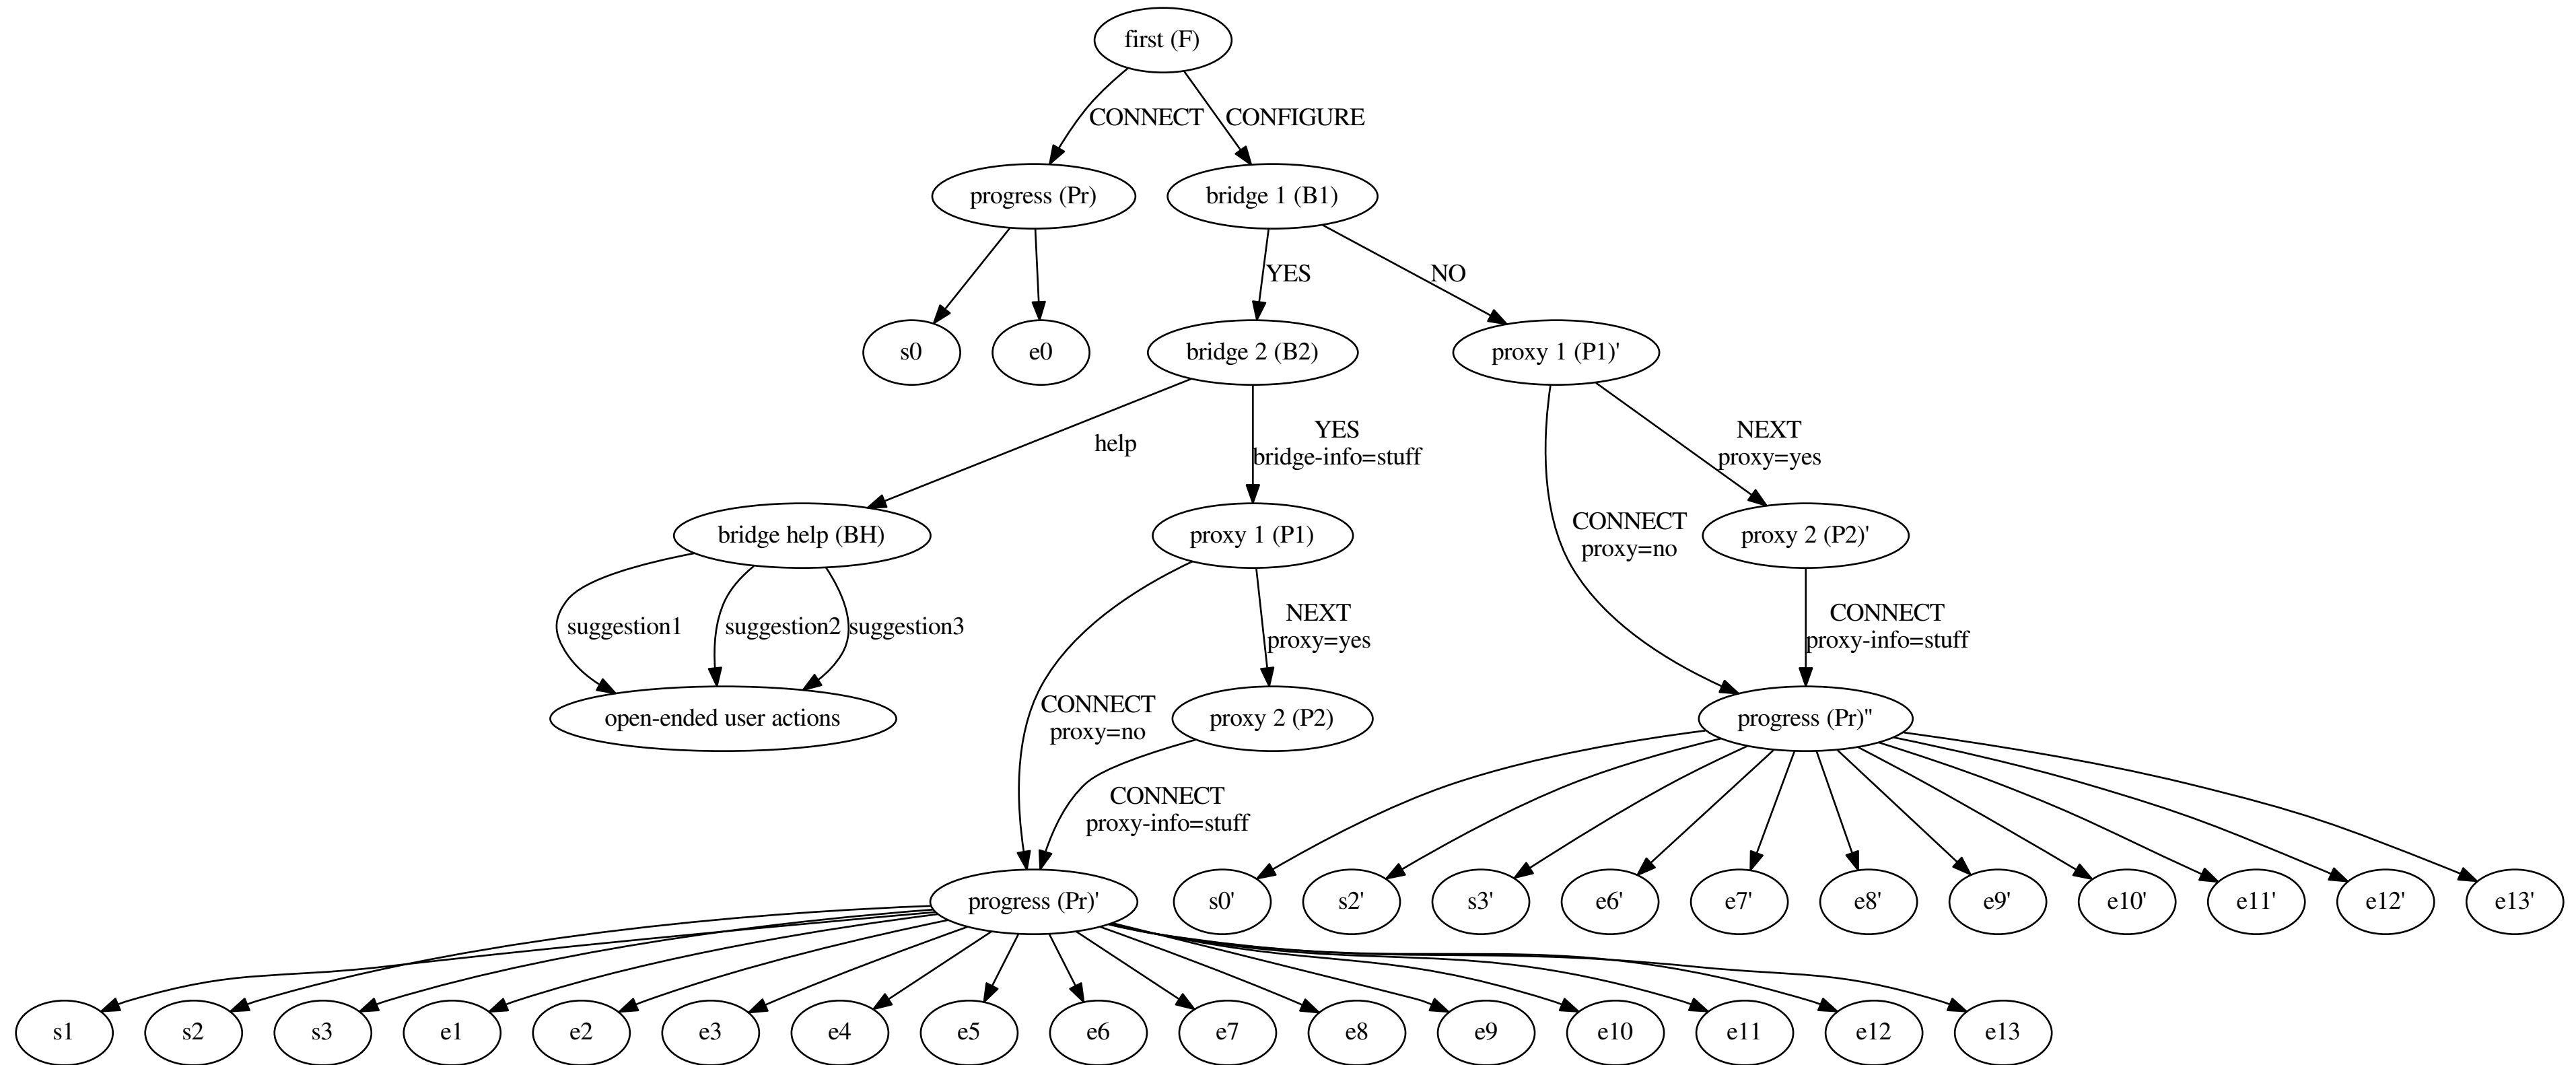 first (F)
CONNECT
CONFIGURE
progress (Pr)
bridge 1 (B1)
YES
NO
s0
e0
bridge 2 (B2)
proxy 1 (P1)'
help
YES
bridge-info=stuff
NEXT
proxy=yes
bridge help (BH)
proxy 1 (P1)
CONNECT
proxy=no
proxy 2 (P2)'
suggestion1
suggestion2
suggestion3
NEXT
proxy=yes
CONNECT
proxy-info=stuff
open-ended user actions
CONNECT
proxy=no
proxy 2 (P2)
progress (Pr)''
CONNECT
proxy-info=stuff
progress (Pr)'
s0'
s2'
s3'
e6'
e7'
e8'
e9'
e10'
e11'
e12'
e13'
s1
s2
s3
e1
e2
e3
e4
e5
e6
e7
e8
e9
e10
e11
e12
e13